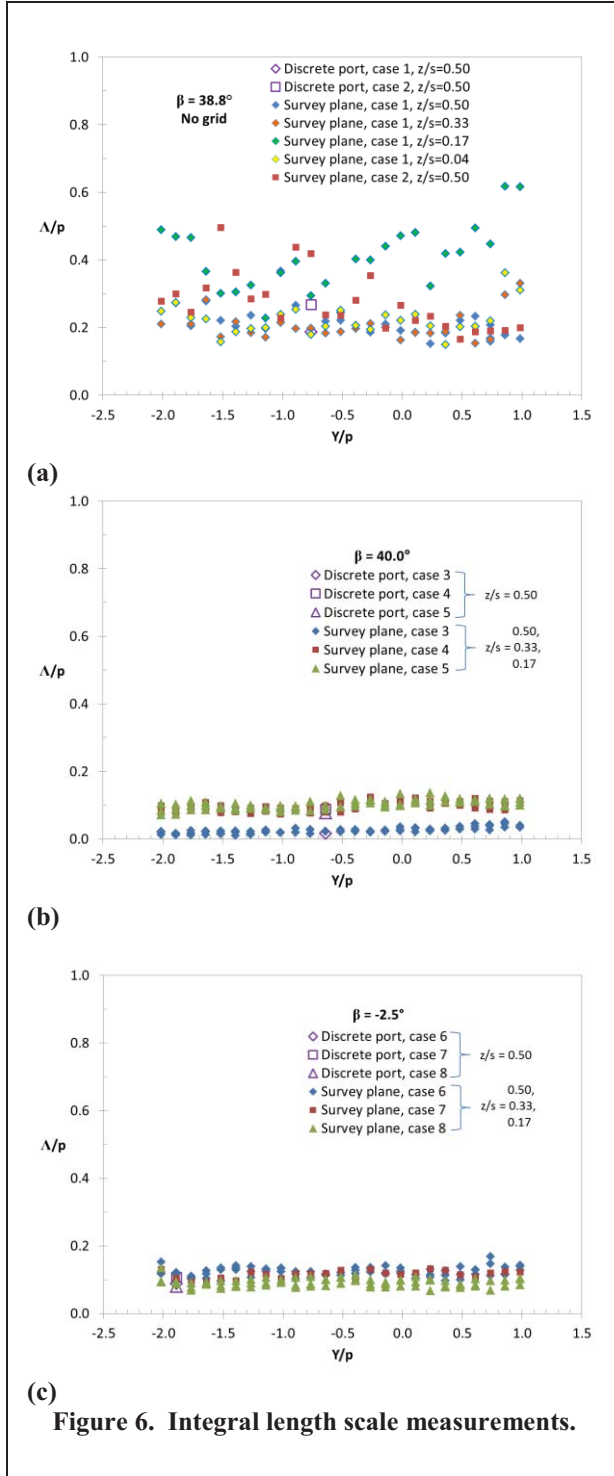 1.0
0.8
0.6
0.4
0.2
0.0
Λ/p
β = 38.8°
No grid
Discrete port, case 1, z/s=0.50
Discrete port, case 2, z/s=0.50
Survey plane, case 1, z/s=0.50
Survey plane, case 1, z/s=0.33
Survey plane, case 1, z/s=0.17
Survey plane, case 1, z/s=0.04
Survey plane, case 2, z/s=0.50
-2.5 -2.0 -1.5 -1.0 -0.5 0.0 0.5 1.0 1.5
Y/p
(a)
1.0
0.8
0.6
0.4
0.2
0.0
Λ/p
β = 40.0°
Discrete port, case 3
Discrete port, case 4
Discrete port, case 5
z/s = 0.50
Survey plane, case 3
Survey plane, case 4
Survey plane, case 5
0.50,
z/s = 0.33,
0.17
-2.5 -2.0 -1.5 -1.0 -0.5 0.0 0.5 1.0 1.5
Y/p
(b)
1.0
0.8
0.6
0.4
0.2
0.0
Λ/p
β = -2.5°
Discrete port, case 6
Discrete port, case 7
Discrete port, case 8
z/s = 0.50
Survey plane, case 6
Survey plane, case 7
Survey plane, case 8
0.50,
z/s = 0.33,
0.17
-2.5 -2.0 -1.5 -1.0 -0.5 0.0 0.5 1.0 1.5
Y/p
(c)
Figure 6. Integral length scale measurements.